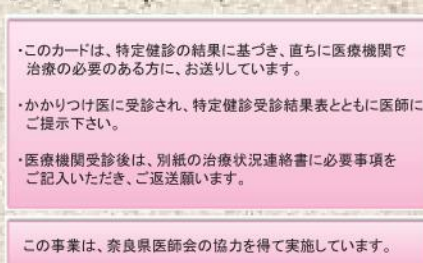 ・このカードは、特定健診の結果に基づき、直ちに医療機関で
治療の必要のある方に、お送りしています。
・かかりつけ医に受診され、特定健診受診結果表とともに医師に
ご提示下さい。
・医療機関受診後は、別紙の治療状況連絡書に必要事項を
ご記入いただき、ご返送願います。
この事業は、奈良県医師会の協力を得て実施しています。